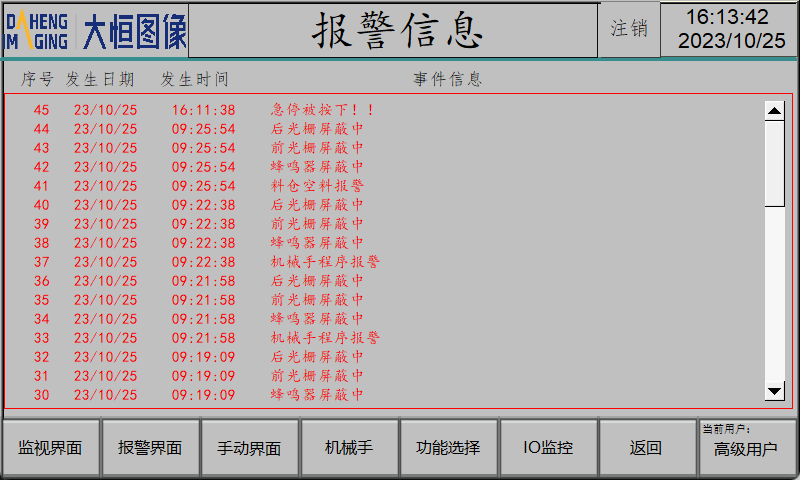 DAHENG
IMAGING
大恒图像
报警信息
注销
16:13:42
2023/10/25
序号 发生日期 发生时间 事件信息
45 23/10/25 16:11:38 急停被按下！！
44 23/10/25 09:25:54 后光栅屏蔽中
43 23/10/25 09:25:54 前光栅屏蔽中
42 23/10/25 09:25:54 蜂鸣器屏蔽中
41 23/10/25 09:25:54 料仓空料报警
40 23/10/25 09:22:38 后光栅屏蔽中
39 23/10/25 09:22:38 前光栅屏蔽中
38 23/10/25 09:22:38 蜂鸣器屏蔽中
37 23/10/25 09:22:38 机械手程序报警
36 23/10/25 09:21:58 后光栅屏蔽中
35 23/10/25 09:21:58 前光栅屏蔽中
34 23/10/25 09:21:58 蜂鸣器屏蔽中
33 23/10/25 09:21:58 机械手程序报警
32 23/10/25 09:19:09 后光栅屏蔽中
31 23/10/25 09:19:09 前光栅屏蔽中
30 23/10/25 09:19:09 蜂鸣器屏蔽中
监视界面 报警界面 手动界面 机械手 功能选择 IO监控 返回
当前用户:
高级用户